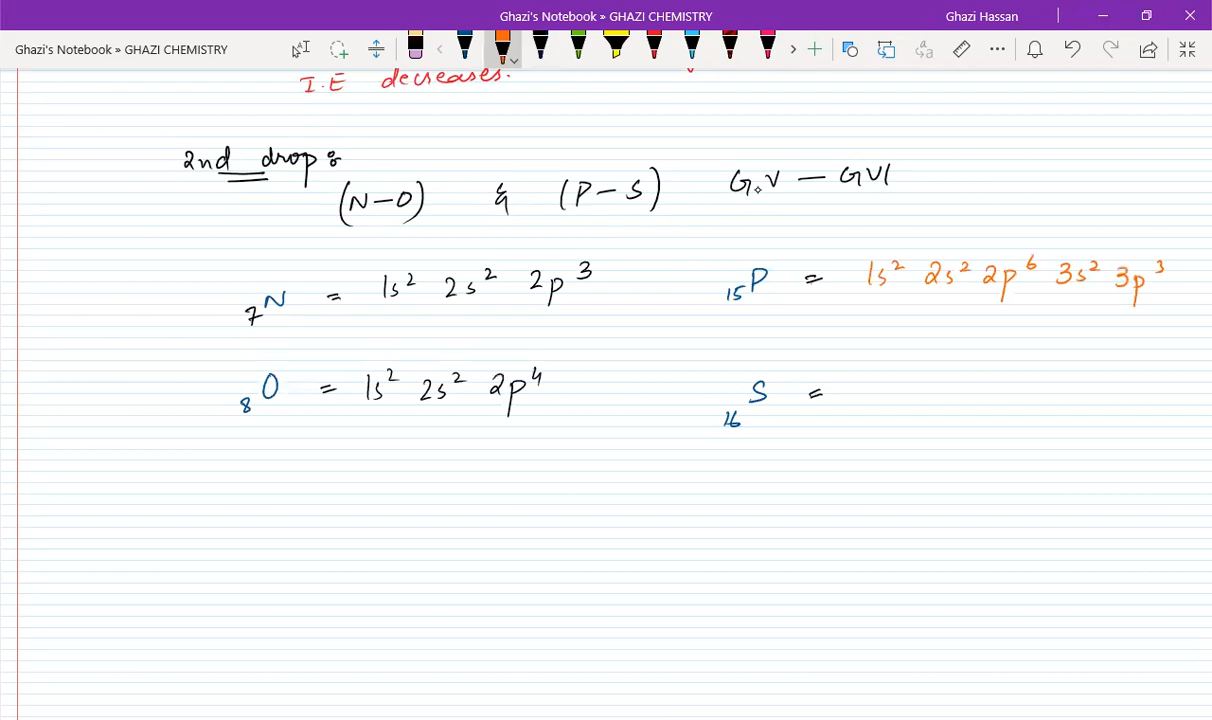 Ghazi's Notebook » GHAZI CHEMISTRY
Ghazi Hassan
Ghazi's Notebook » GHAZI CHEMISTRY
I.E decreases.
2nd drop :
(N—O) & (P—S) G.V — GVI
₇N = 1s² 2s² 2p³ ₁₅P = 1s² 2s² 2p⁶ 3s² 3p³
₈O = 1s² 2s² 2p⁴ ₁₆S =